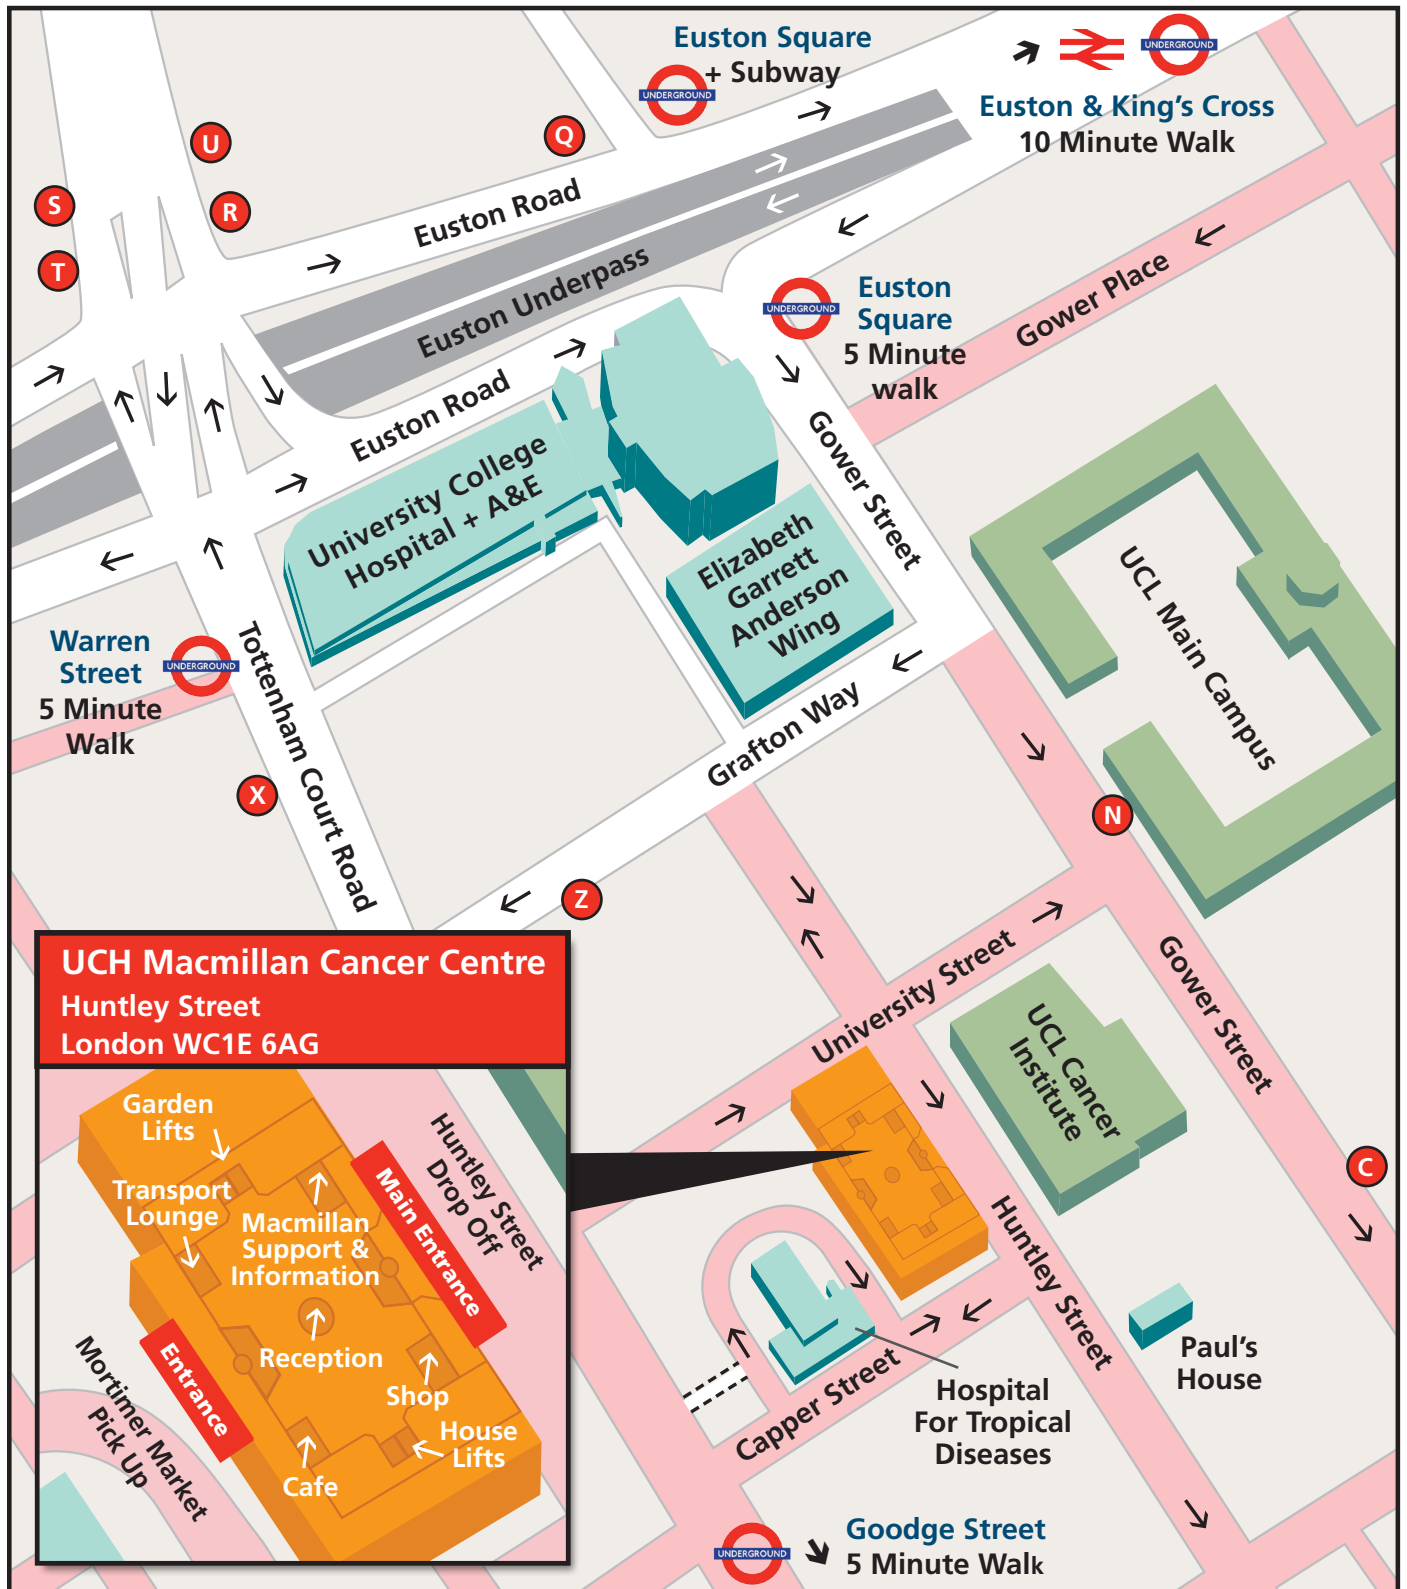 Euston Square
+ Subway
UNDERGROUND
UNDERGROUND
Euston & King's Cross
10 Minute Walk
U
Q
S
R
T
Euston Road
Euston Underpass
Gower Place
UNDERGROUND
Euston
Square
5 Minute
walk
Euston Road
Gower Street
University College
Hospital + A&E
Elizabeth
Garrett
Anderson
Wing
UCL Main Campus
Warren
Street
5 Minute
Walk
UNDERGROUND
Tottenham Court Road
Grafton Way
X
N
Z
UCH Macmillan Cancer Centre
Huntley Street
London WC1E 6AG
University Street
Gower Street
UCL Cancer
Institute
C
Garden
Lifts
Transport
Lounge
Macmillan
Support &
Information
Main Entrance
Huntley Street
Drop Off
Reception
Shop
House
Lifts
Cafe
Entrance
Mortimer Market
Pick Up
Huntley Street
Paul's
House
Capper Street
Hospital
For Tropical
Diseases
UNDERGROUND
Goodge Street
5 Minute Walk